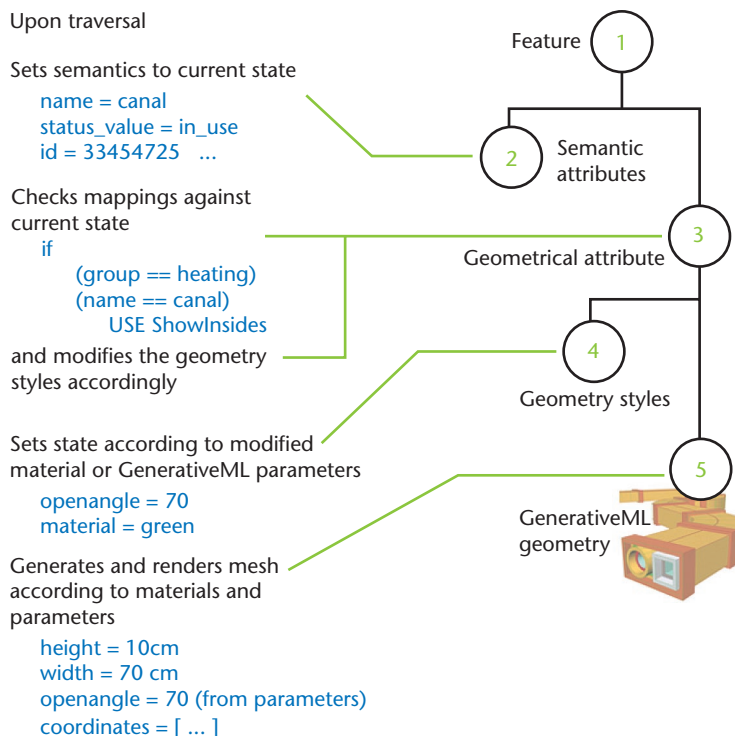 Upon traversal
Sets semantics to current state
name = canal
status_value = in_use
id = 33454725 ...
Checks mappings against
current state
if
(group == heating)
(name == canal)
USE ShowInsides
and modifies the geometry
styles accordingly
Sets state according to modified
material or GenerativeML parameters
openangle = 70
material = green
Generates and renders mesh
according to materials and
parameters
height = 10cm
width = 70 cm
openangle = 70 (from parameters)
coordinates = [ ... ]
Feature
1
2
Semantic
attributes
3
Geometrical attribute
4
Geometry styles
5
GenerativeML
geometry